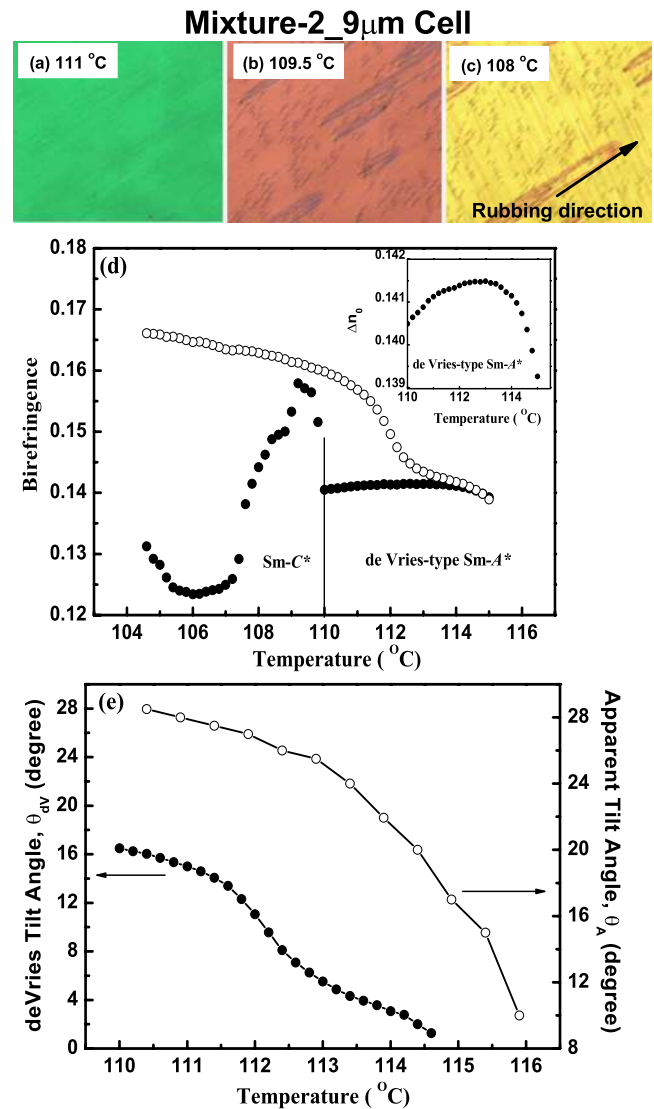 Mixture-2_9μm Cell
(a) 111 °C
(b) 109.5 °C
(c) 108 °C
Rubbing direction
(d)
0.18
0.17
0.16
0.15
0.14
0.13
0.12
Birefringence
0.142
0.141
0.140
0.139
Δn₀
de Vries-type Sm-A*
110 112 114
Temperature ( °C)
Sm-C*
de Vries-type Sm-A*
104 106 108 110 112 114 116
Temperature ( °C)
(e)
28
24
20
16
12
8
4
0
deVries Tilt Angle, θdV (degree)
28
24
20
16
12
8
Apparent Tilt Angle, θA (degree)
110 111 112 113 114 115 116
Temperature ( °C)